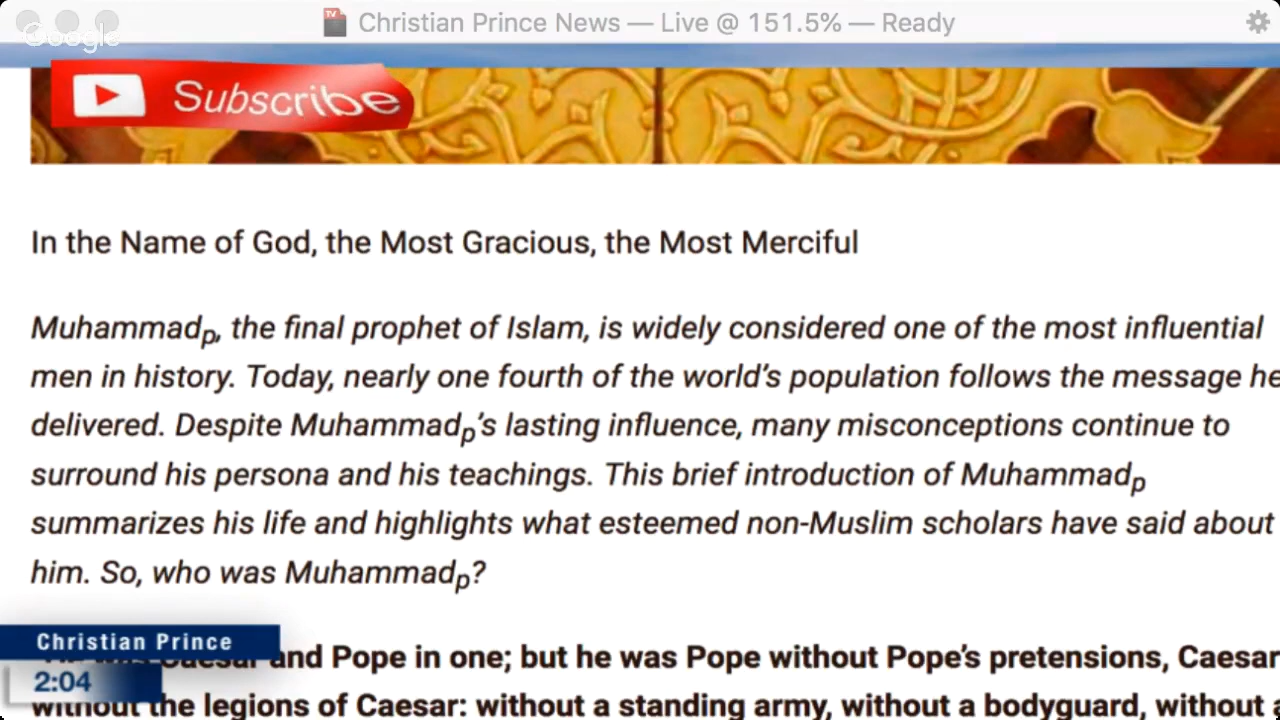 Christian Prince News — Live @ 151.5% — Ready
Google
TV
Subscribe
In the Name of God, the Most Gracious, the Most Merciful
Muhammadp, the final prophet of Islam, is widely considered one of the most influential
men in history. Today, nearly one fourth of the world's population follows the message he
delivered. Despite Muhammadp's lasting influence, many misconceptions continue to
surround his persona and his teachings. This brief introduction of Muhammadp
summarizes his life and highlights what esteemed non-Muslim scholars have said about
him. So, who was Muhammadp?
Christian Prince
Caesar and Pope in one; but he was Pope without Pope's pretensions, Caesar
2:04
without the legions of Caesar: without a standing army, without a bodyguard, without a